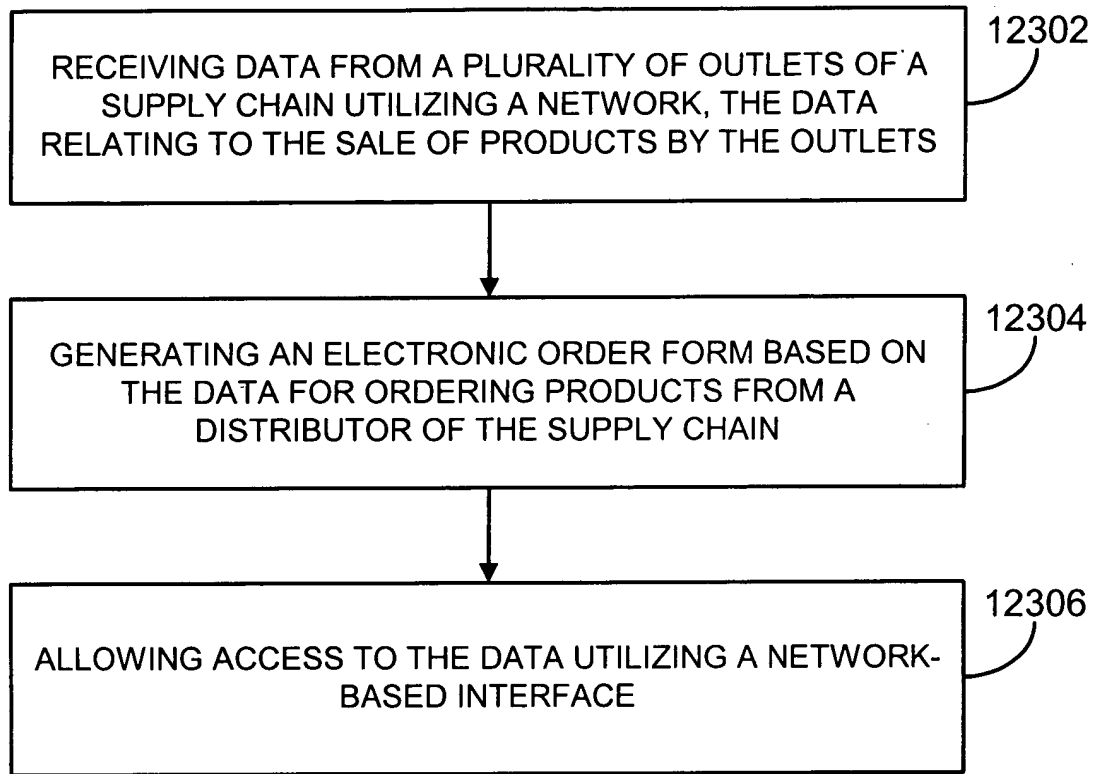 12302
RECEIVING DATA FROM A PLURALITY OF OUTLETS OF A
SUPPLY CHAIN UTILIZING A NETWORK, THE DATA
RELATING TO THE SALE OF PRODUCTS BY THE OUTLETS
12304
GENERATING AN ELECTRONIC ORDER FORM BASED ON
THE DATA FOR ORDERING PRODUCTS FROM A
DISTRIBUTOR OF THE SUPPLY CHAIN
12306
ALLOWING ACCESS TO THE DATA UTILIZING A NETWORK-
BASED INTERFACE